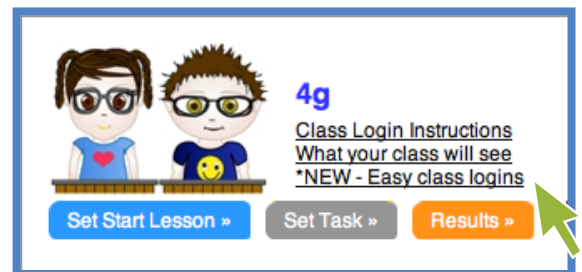 4g
Class Login Instructions
What your class will see
*NEW - Easy class logins
Set Start Lesson » Set Task » Results »